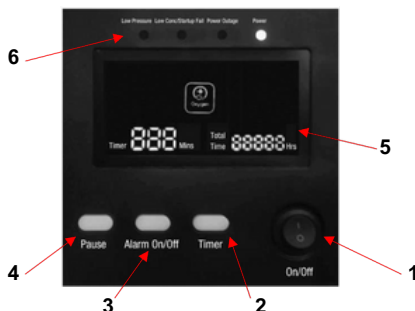 Low Pressure Low Conc/Startup Fail Power Outage Power
6
Oxygen
Timer 888 Mins Total Time 88888 Hrs
5
Pause Alarm On/Off Timer
On/Off
4
3
2
1